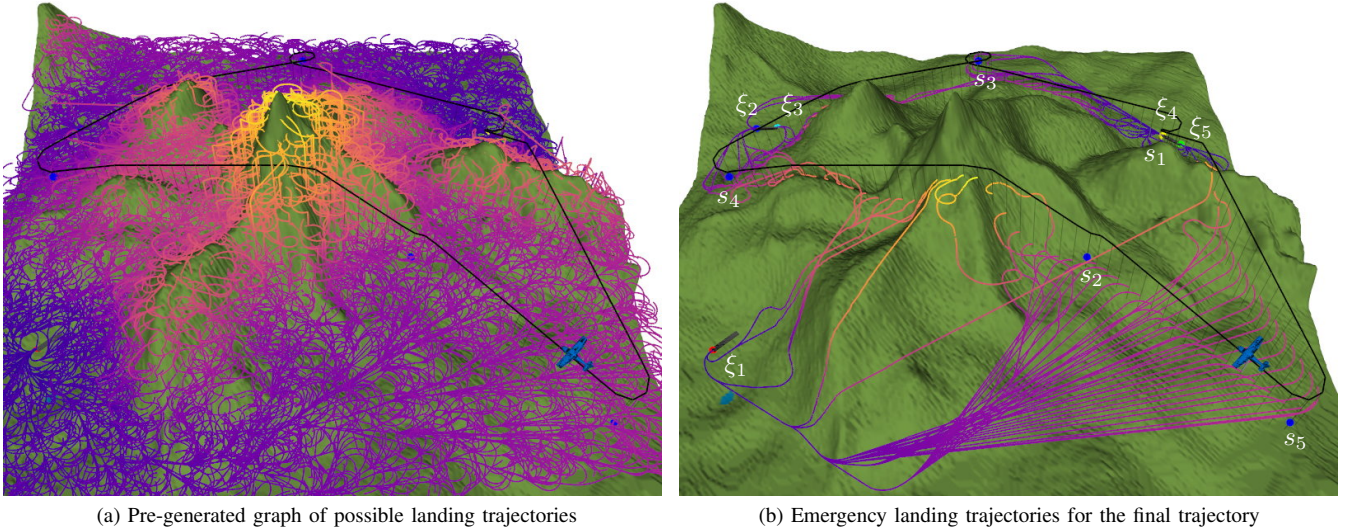 ξ₂
ξ₃
s₃
ξ₄
ξ₅
s₁
s₄
s₂
ξ₁
s₅
(a) Pre-generated graph of possible landing trajectories
(b) Emergency landing trajectories for the final trajectory